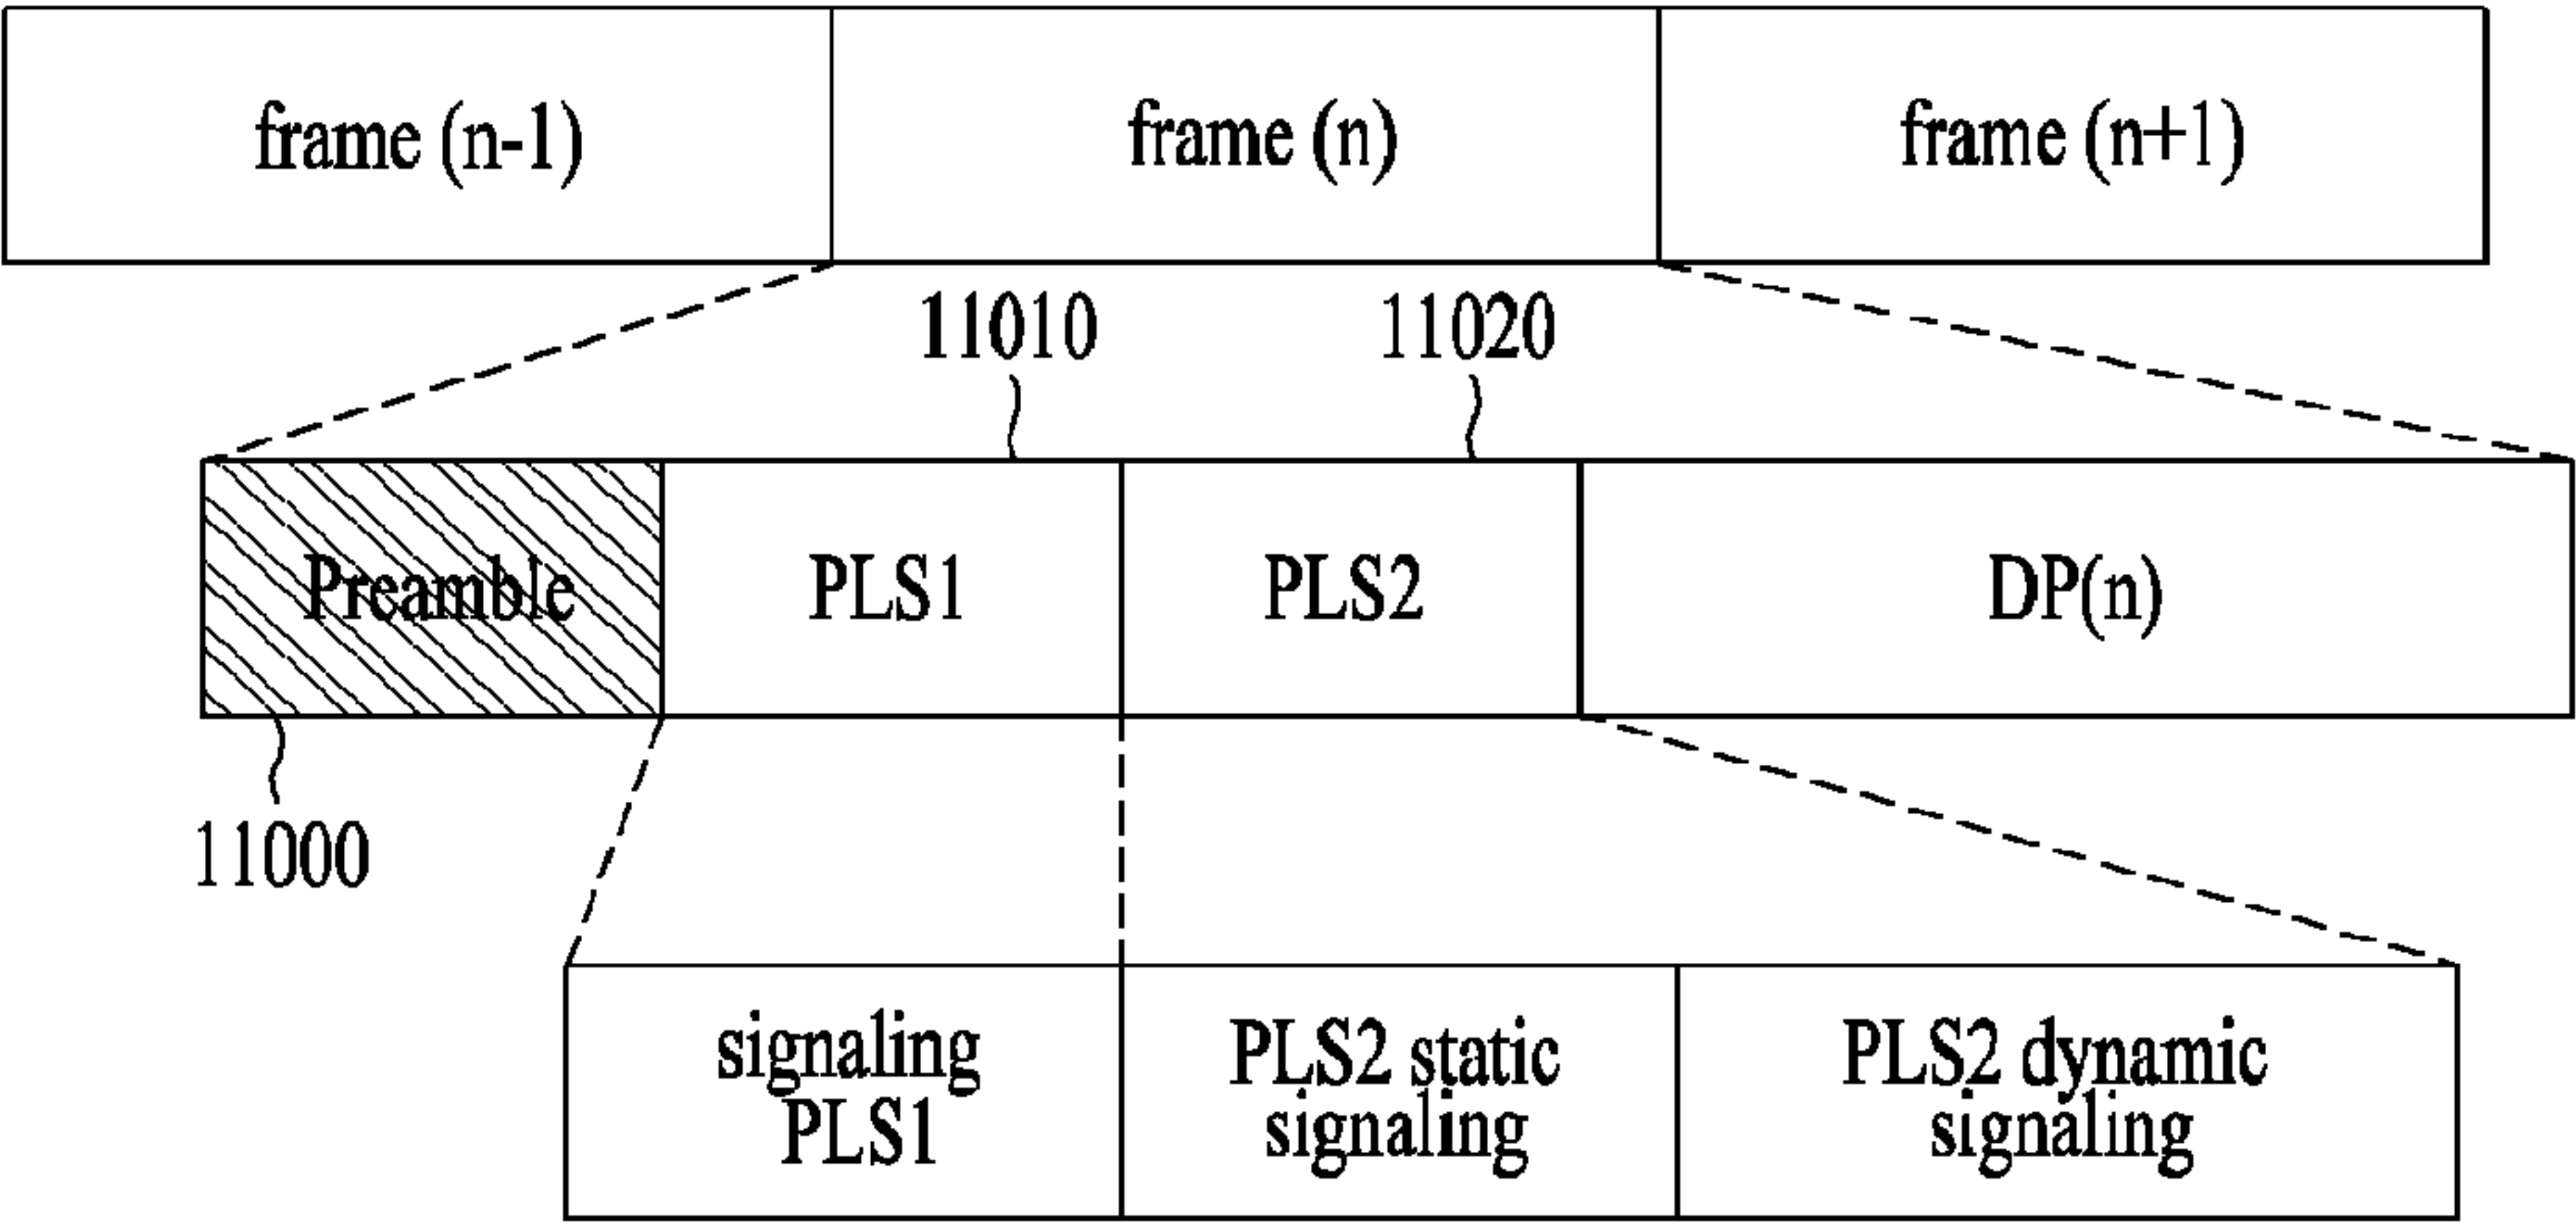 frame (n-1)
frame (n)
frame (n+1)
11010
11020
Preamble
PLS1
PLS2
DP(n)
11000
signaling
PLS1
PLS2 static
signaling
PLS2 dynamic
signaling